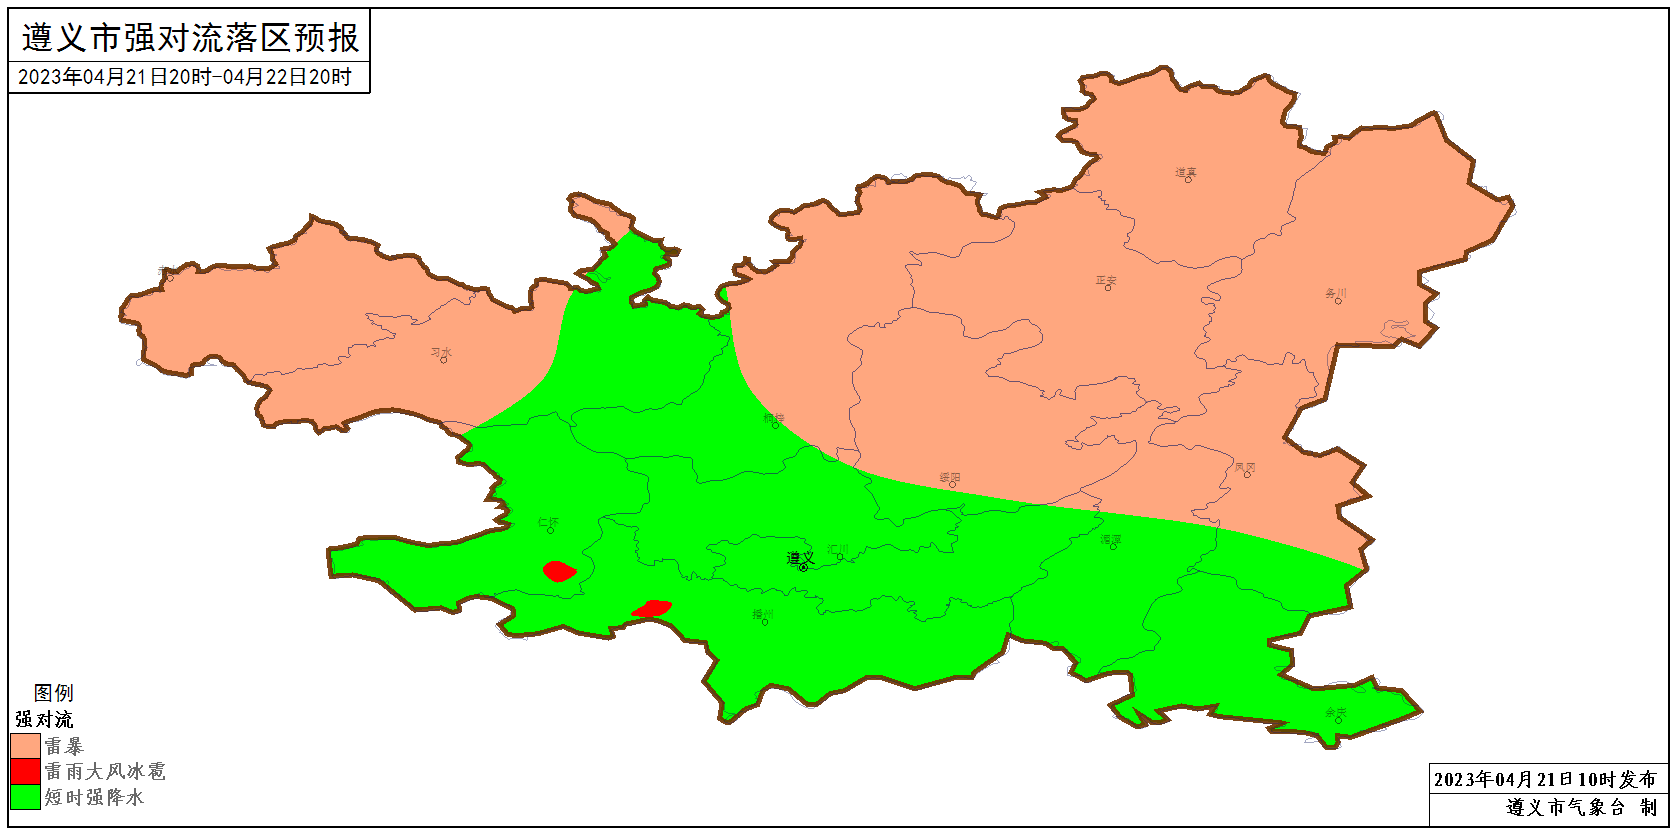 遵义市强对流落区预报
2023年04月21日20时-04月22日20时
道真
正安
务川
习水
桐梓
绥阳
凤冈
仁怀
汇川
遵义
湄潭
播州
余庆
图例
强对流
雷暴
雷雨大风冰雹
短时强降水
2023年04月21日10时发布
遵义市气象台 制